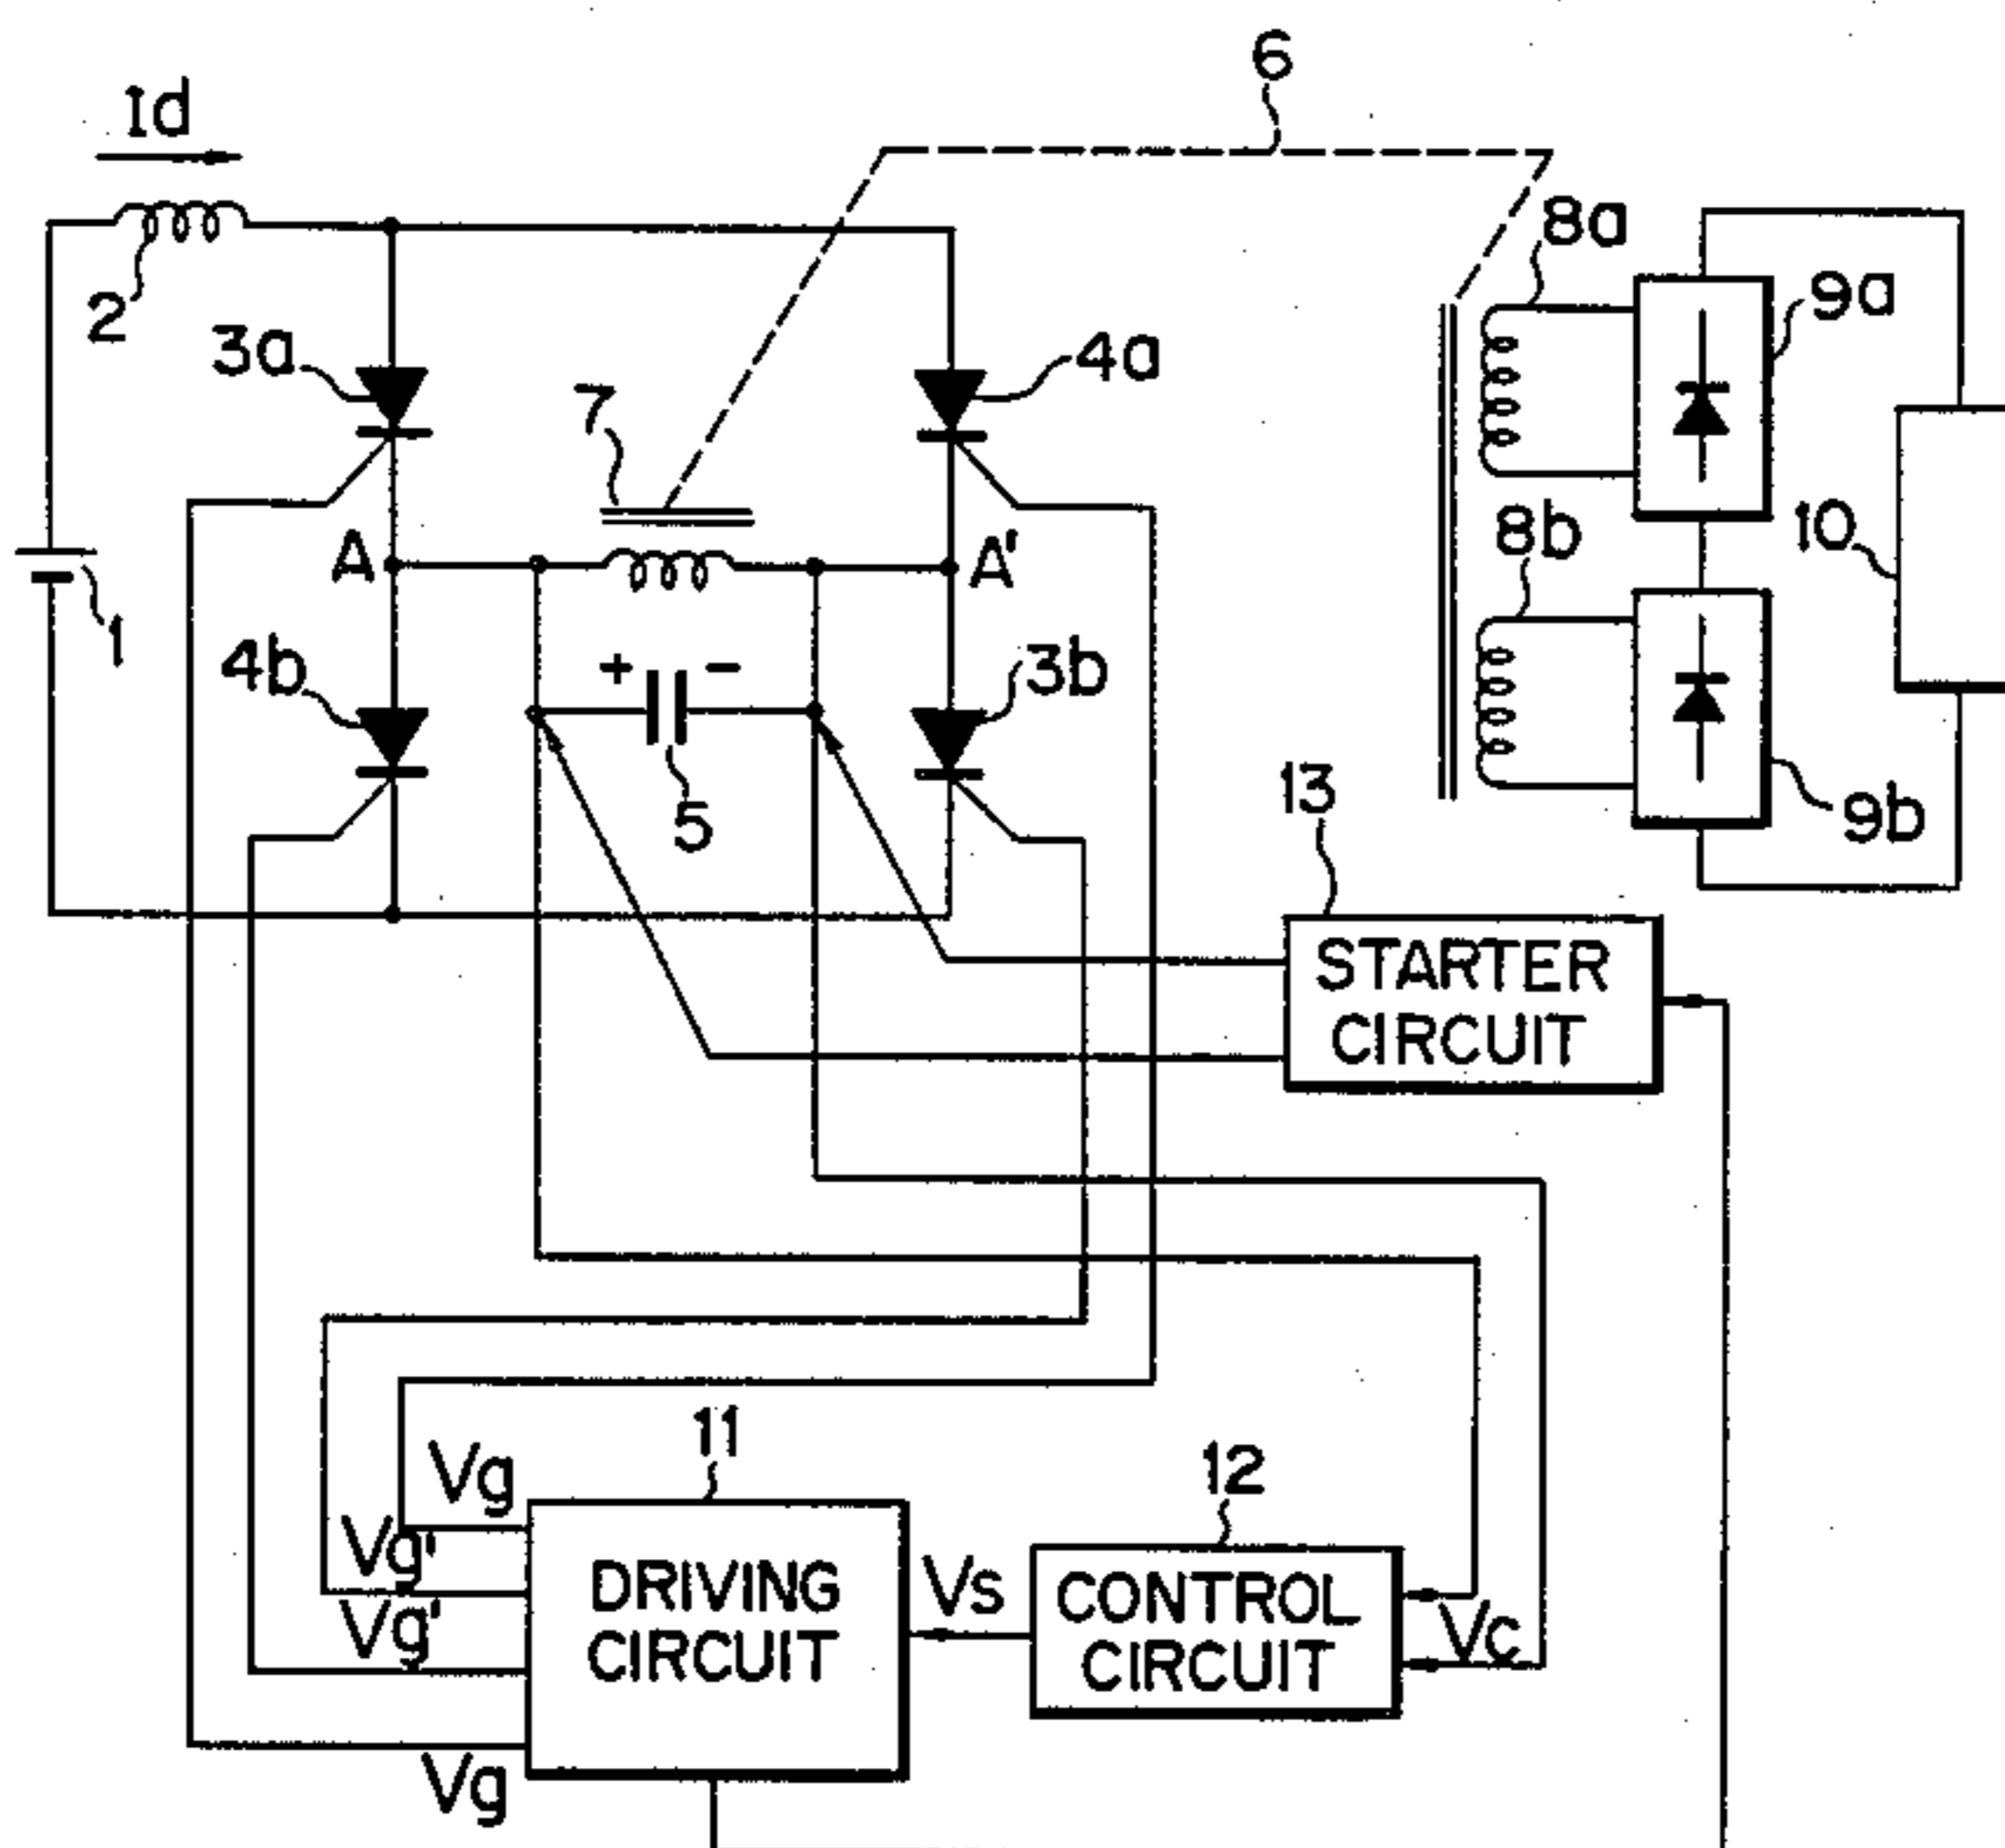 6
Id
8a
9a
2
3a
4a
7
A
A'
8b
10
1
4b
+
-
3b
5
13
9b
STARTER
CIRCUIT
11
Vg
12
Vg'
DRIVING
CIRCUIT
Vs
CONTROL
CIRCUIT
Vg'
Vc
Vg